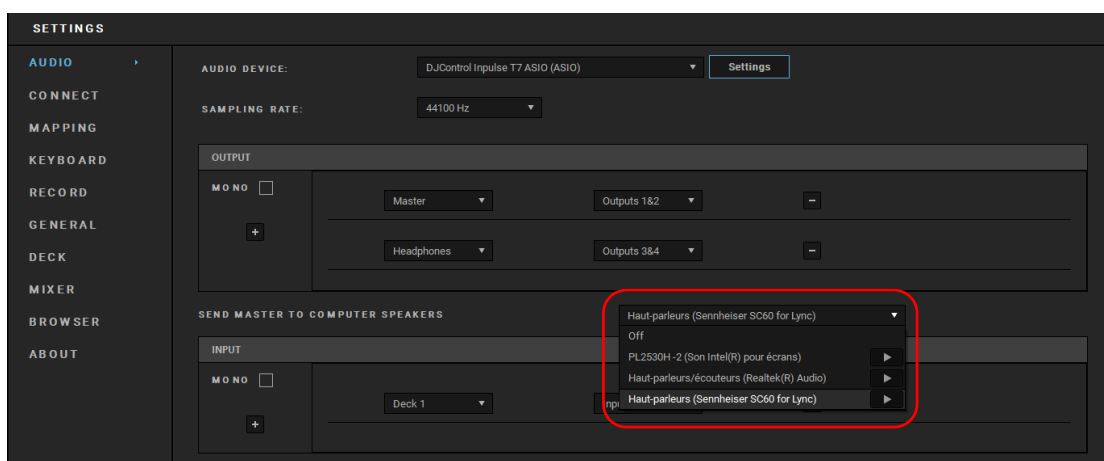 SETTINGS
AUDIO
CONNECT
MAPPING
KEYBOARD
RECORD
GENERAL
DECK
MIXER
BROWSER
ABOUT
AUDIO DEVICE: DJControl Inpulse T7 ASIO (ASIO) Settings
SAMPLING RATE: 44100 Hz
OUTPUT
MONO
Master Outputs 1&2
Headphones Outputs 3&4
SEND MASTER TO COMPUTER SPEAKERS Haut-parleurs (Sennheiser SC60 for Lync)
Off
PL2530H -2 (Son Intel(R) pour écrans)
Haut-parleurs/écouteurs (Realtek(R) Audio)
Haut-parleurs (Sennheiser SC60 for Lync)
INPUT
MONO
Deck 1